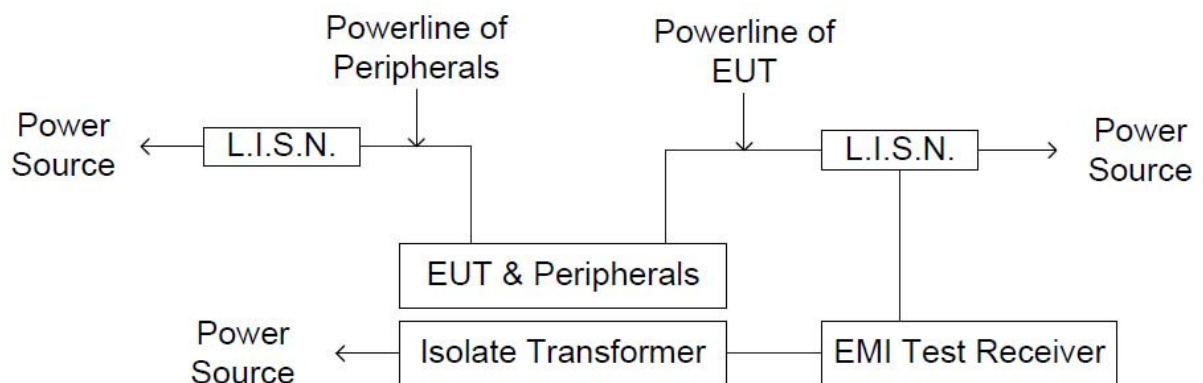 Powerline of
Peripherals
Powerline of
EUT
Power
Source
L.I.S.N.
L.I.S.N.
Power
Source
EUT & Peripherals
Power
Source
Isolate Transformer
EMI Test Receiver